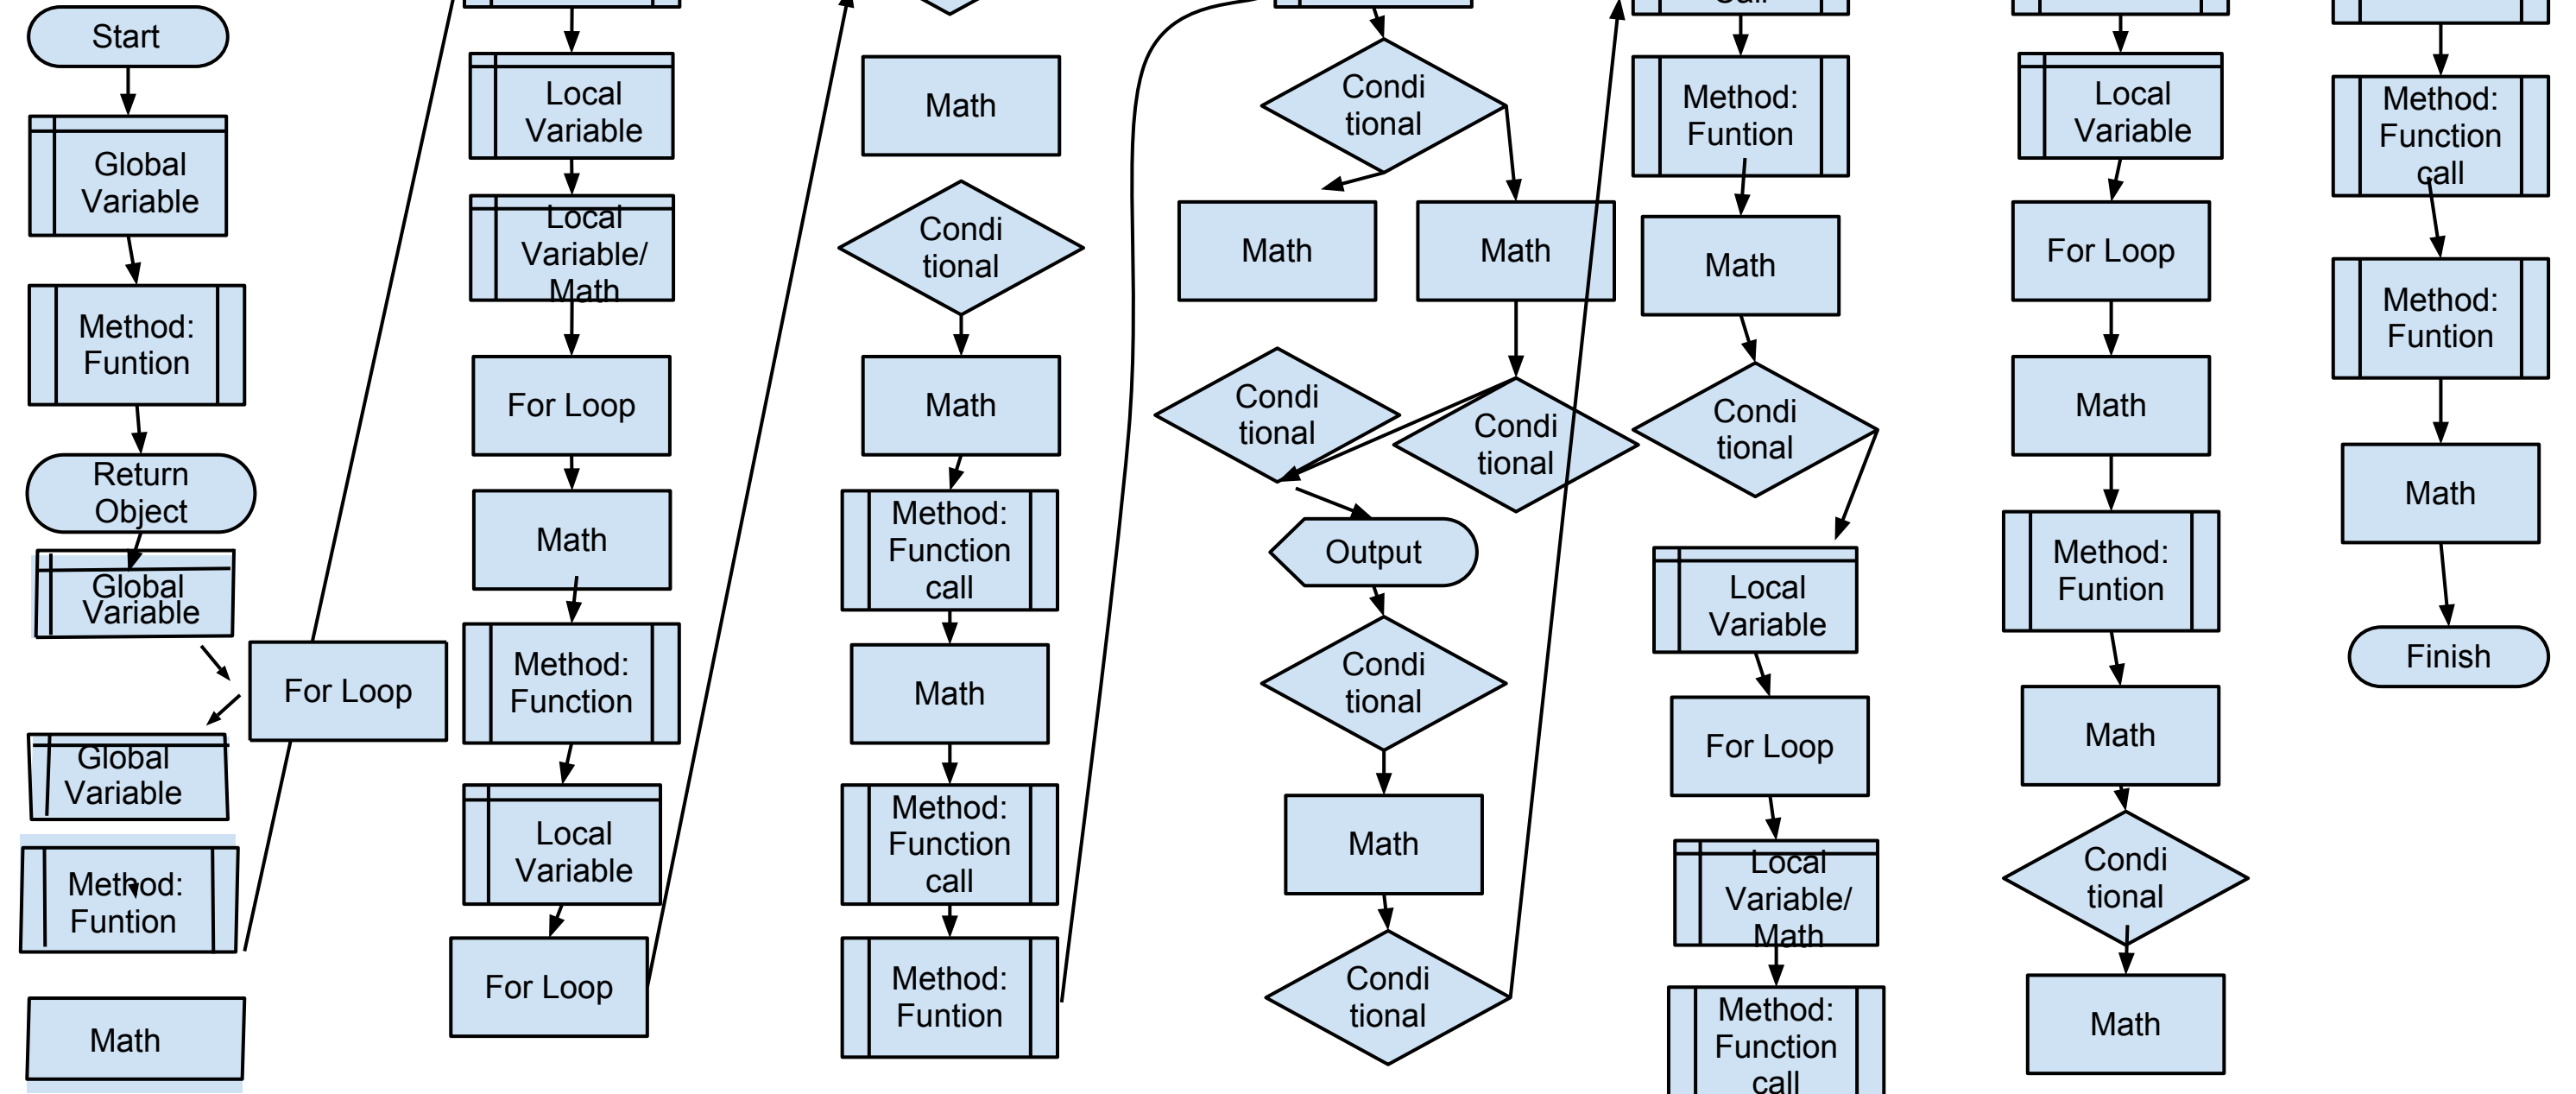 Start
Global
Variable
Method:
Funtion
Return
Object
Global
Variable
For Loop
Global
Variable
Method:
Funtion
Math
Local
Variable
Local
Variable/
Math
For Loop
Math
Method:
Function
Local
Variable
For Loop
Math
Condi
tional
Math
Method:
Function
call
Math
Method:
Function
call
Method:
Funtion
Condi
tional
Math
Math
Condi
tional
Condi
tional
Output
Condi
tional
Math
Condi
tional
Method:
Funtion
Math
Condi
tional
Local
Variable
For Loop
Local
Variable/
Math
Method:
Function
call
Local
Variable
For Loop
Math
Method:
Funtion
Math
Condi
tional
Math
Method:
Function
call
Method:
Funtion
Math
Finish